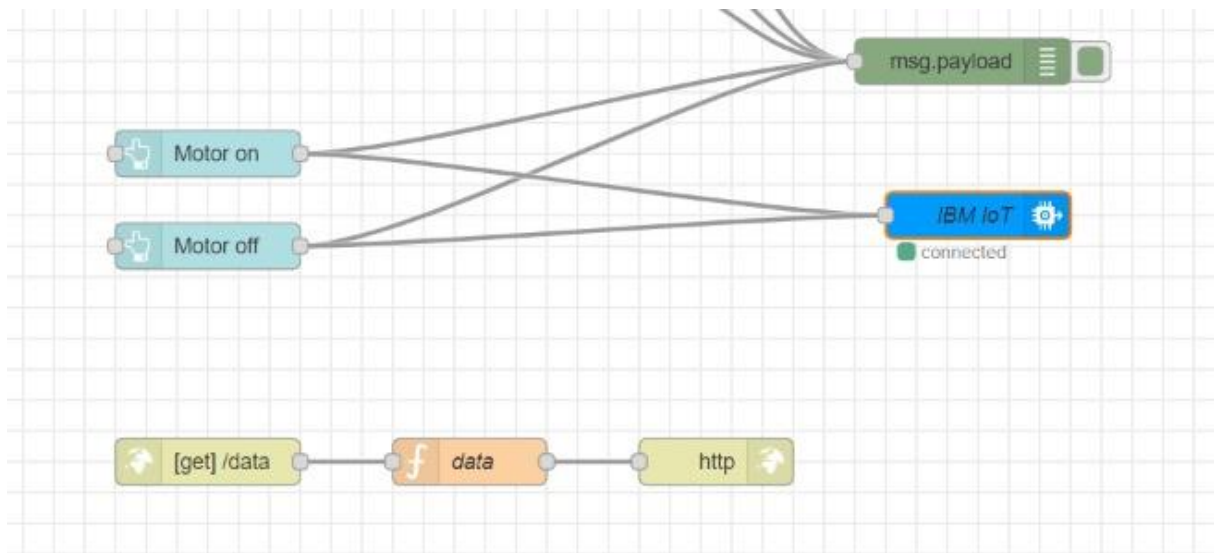 msg.payload
Motor on
IBM IoT
Motor off
connected
[get] /data
data
http